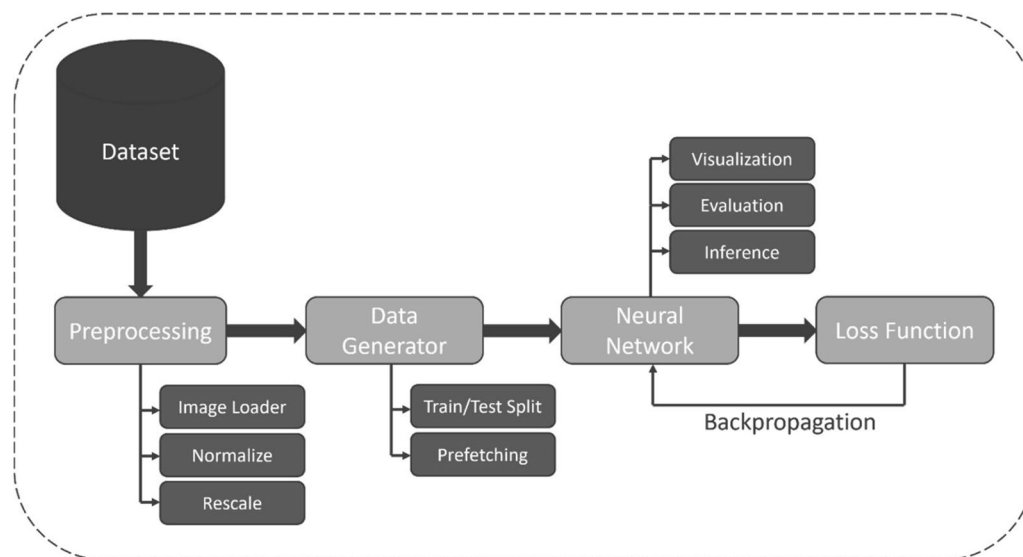 Dataset
Visualization
Evaluation
Inference
Preprocessing
Data
Generator
Neural
Network
Loss Function
Image Loader
Normalize
Rescale
Train/Test Split
Prefetching
Backpropagation